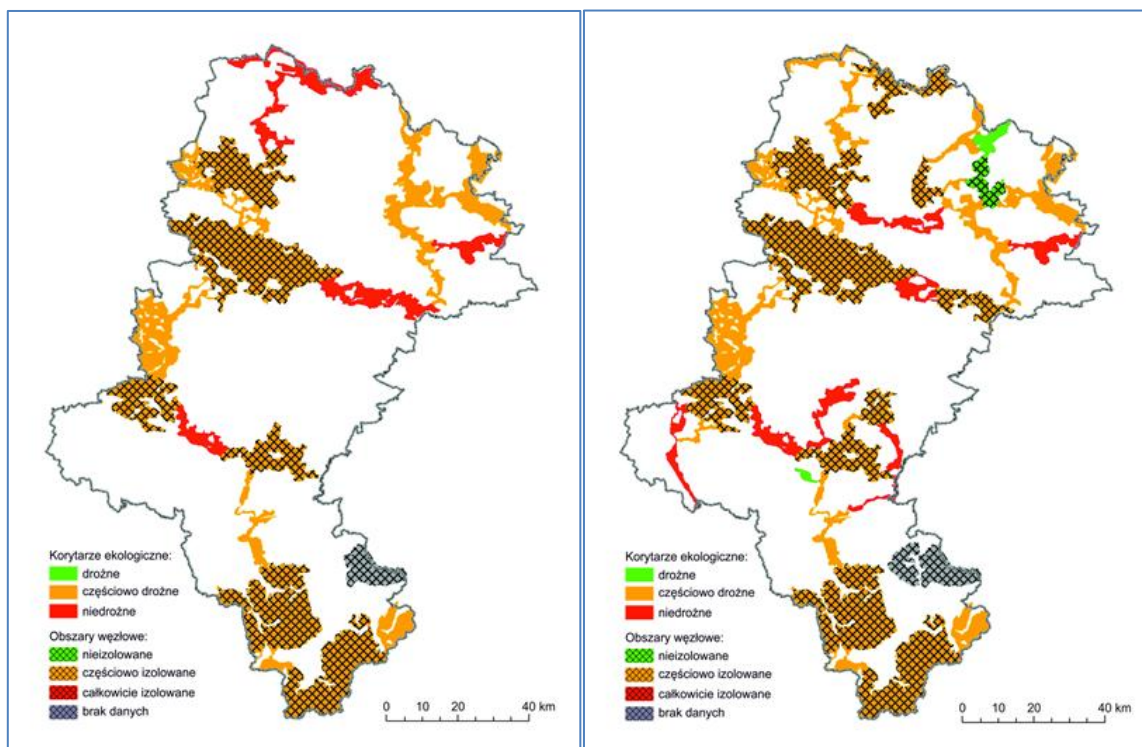 Korytarze ekologiczne:
drożne
częściowo drożne
niedrożne
Obszary węzłowe:
nieizolowane
częściowo izolowane
całkowicie izolowane
brak danych
0 10 20 40 km
Korytarze ekologiczne:
drożne
częściowo drożne
niedrożne
Obszary węzłowe:
nieizolowane
częściowo izolowane
całkowicie izolowane
brak danych
0 10 20 40 km